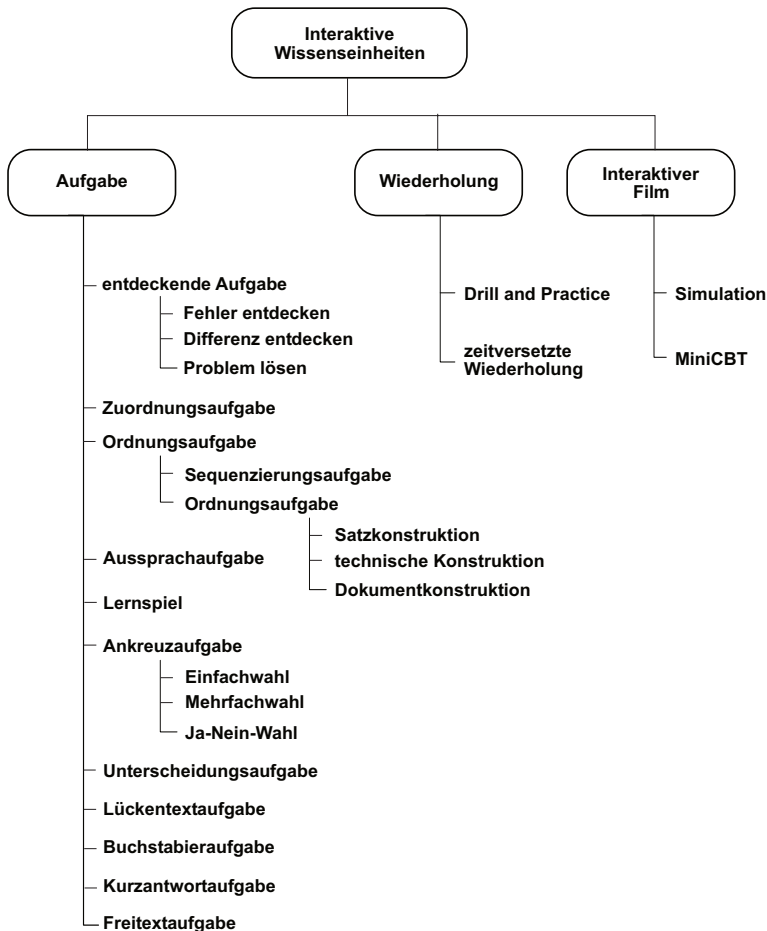 Interaktive
Wissenseinheiten
Aufgabe
Wiederholung
Interaktiver
Film
entdeckende Aufgabe
Fehler entdecken
Differenz entdecken
Problem lösen
Zuordnungsaufgabe
Ordnungsaufgabe
Sequenzierungsaufgabe
Ordnungsaufgabe
Satzkonstruktion
technische Konstruktion
Dokumentkonstruktion
Aussprachaufgabe
Lernspiel
Ankreuzaufgabe
Einfachwahl
Mehrfachwahl
Ja-Nein-Wahl
Unterscheidungsaufgabe
Lückentextaufgabe
Buchstabieraufgabe
Kurzantwortaufgabe
Freitextaufgabe
Drill and Practice
zeitversetzte
Wiederholung
Simulation
MiniCBT